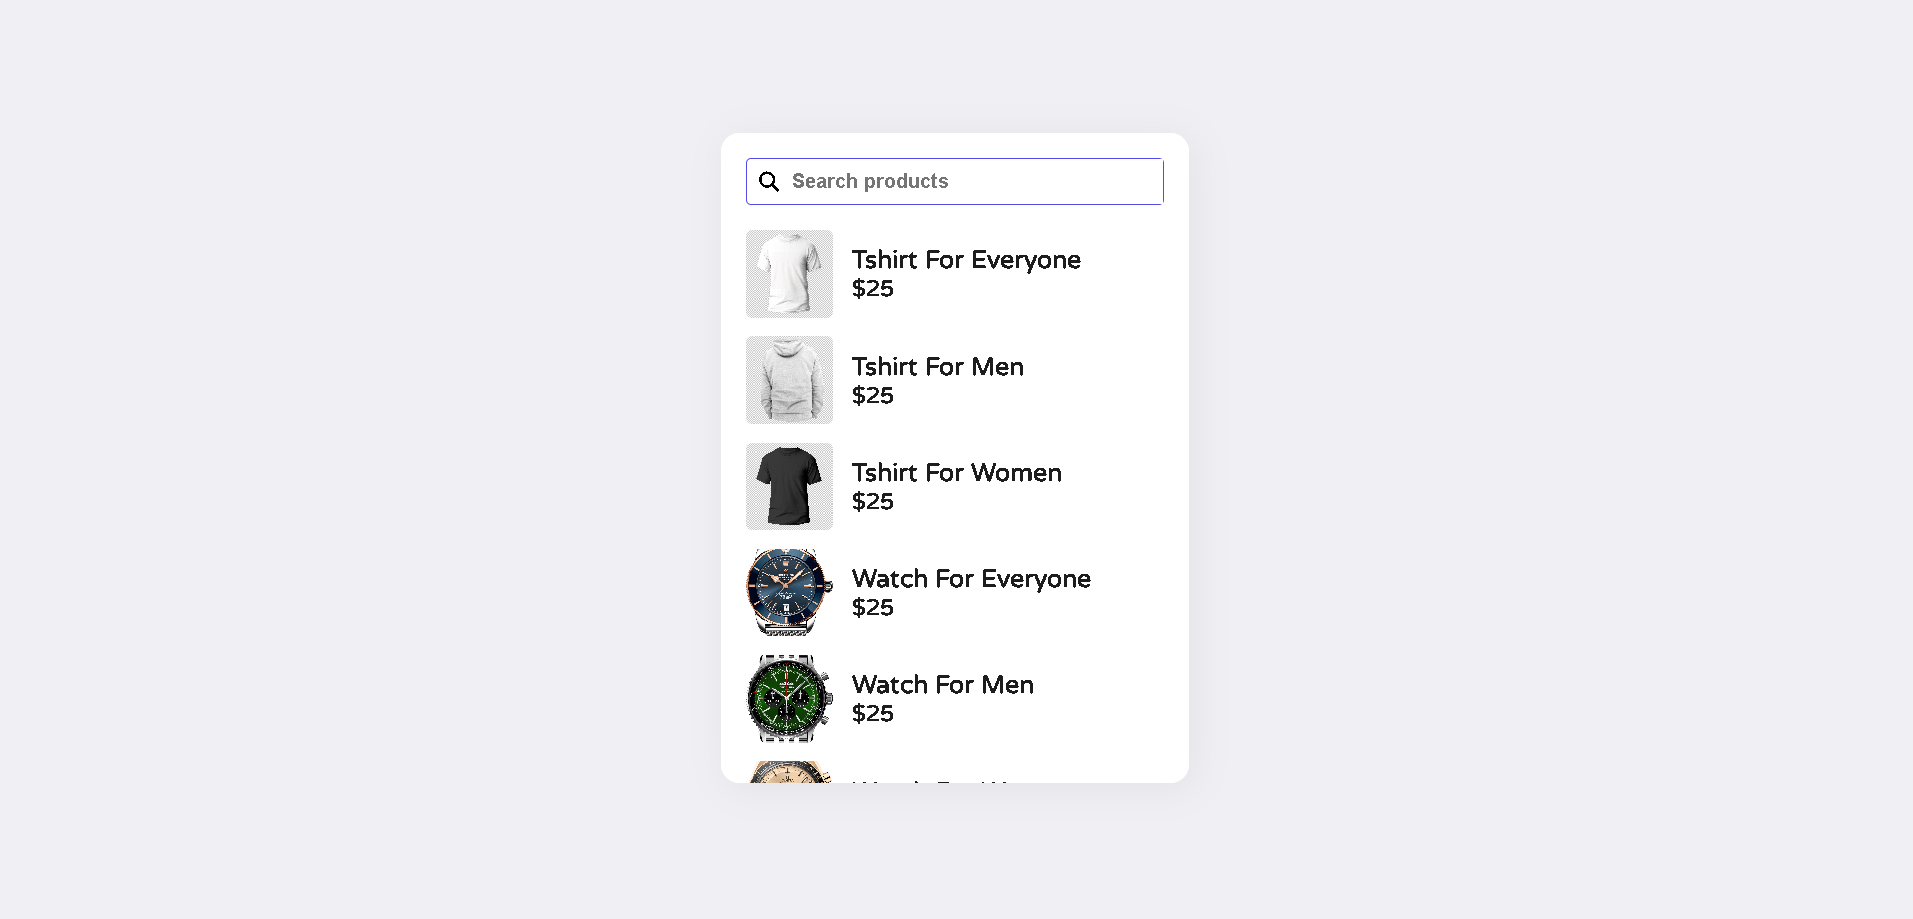 Search products
Tshirt For Everyone
$25
Tshirt For Men
$25
Tshirt For Women
$25
Watch For Everyone
$25
Watch For Men
$25